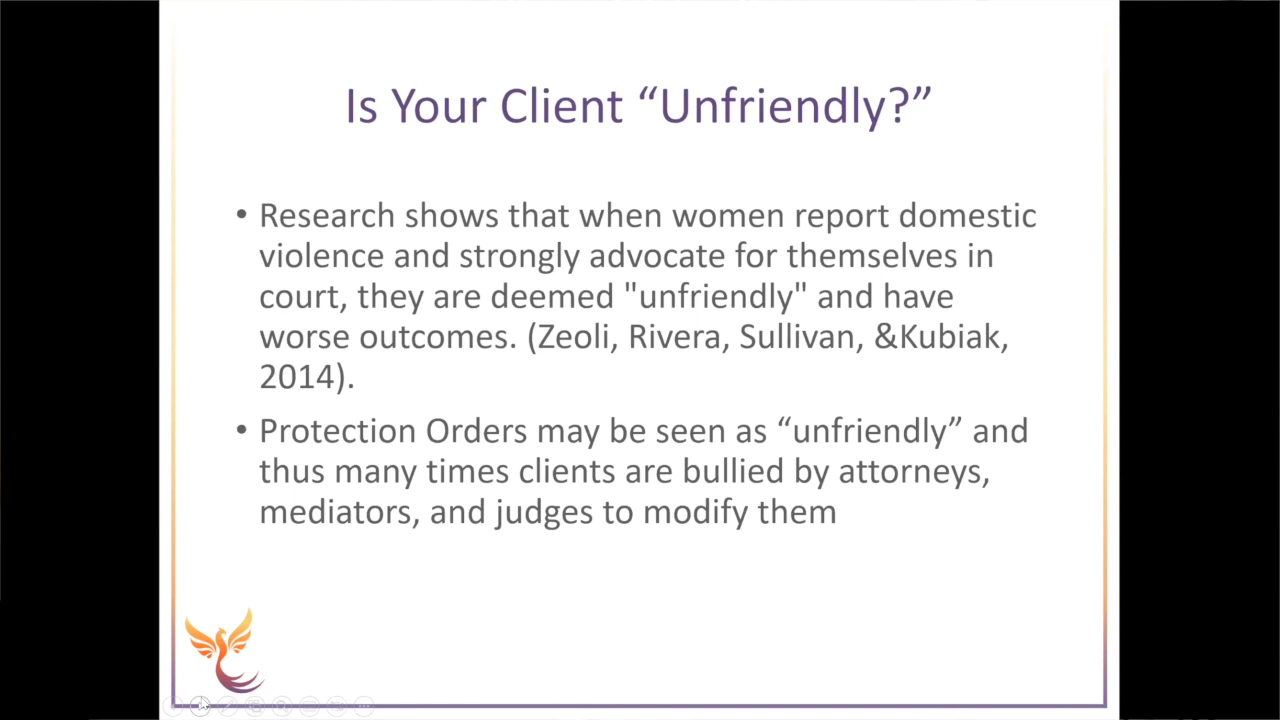 Is Your Client “Unfriendly?”
• Research shows that when women report domestic
violence and strongly advocate for themselves in
court, they are deemed "unfriendly" and have
worse outcomes. (Zeoli, Rivera, Sullivan, &Kubiak,
2014).
• Protection Orders may be seen as “unfriendly” and
thus many times clients are bullied by attorneys,
mediators, and judges to modify them